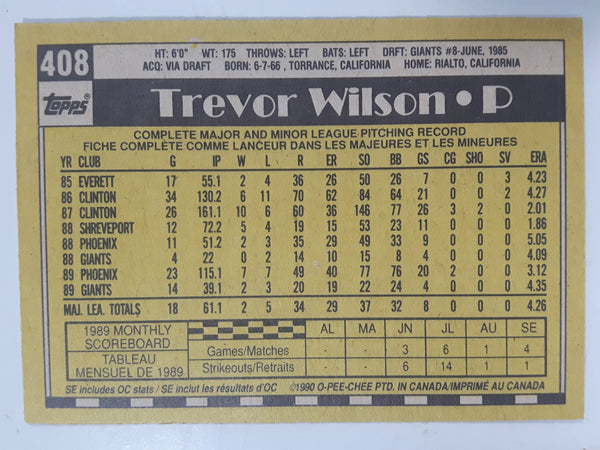 408
HT: 6'0" WT: 175 THROWS: LEFT BATS: LEFT DRFT: GIANTS #8-JUNE, 1985
ACQ: VIA DRAFT BORN: 6-7-66 , TORRANCE, CALIFORNIA HOME: RIALTO, CALIFORNIA
Topps®
Trevor Wilson • P
COMPLETE MAJOR AND MINOR LEAGUE PITCHING RECORD
FICHE COMPLÈTE COMME LANCEUR DANS LES MAJEURES ET LES MINEURES
YR CLUB G IP W L R ER SO BB GS CG SHO SV ERA
85 EVERETT 17 55.1 2 4 36 26 50 26 7 0 0 3 4.23
86 CLINTON 34 130.2 6 11 70 62 84 64 21 0 0 2 4.27
87 CLINTON 26 161.1 10 6 60 36 146 77 26 3 2 0 2.01
88 SHREVEPORT 12 72.2 5 4 19 15 53 23 11 0 0 0 1.86
88 PHOENIX 11 51.2 2 3 35 29 49 33 9 0 0 0 5.05
88 GIANTS 4 22 0 2 14 10 15 8 4 0 0 0 4.09
89 PHOENIX 23 115.1 7 7 49 40 77 76 20 2 0 0 3.12
89 GIANTS 14 39.1 2 3 20 19 22 24 4 0 0 0 4.35
MAJ. LEA. TOTALS 18 61.1 2 5 34 29 37 32 8 0 0 0 4.26
1989 MONTHLY SCOREBOARD AL MA JN JL AU SE
TABLEAU MENSUEL DE 1989
Games/Matches - - 3 6 1 4
Strikeouts/Retraits - - 6 14 1 1
SE includes OC stats / SE inclut les résultats d'OC ©1990 O-PEE-CHEE PTD. IN CANADA/IMPRIMÉ AU CANADA